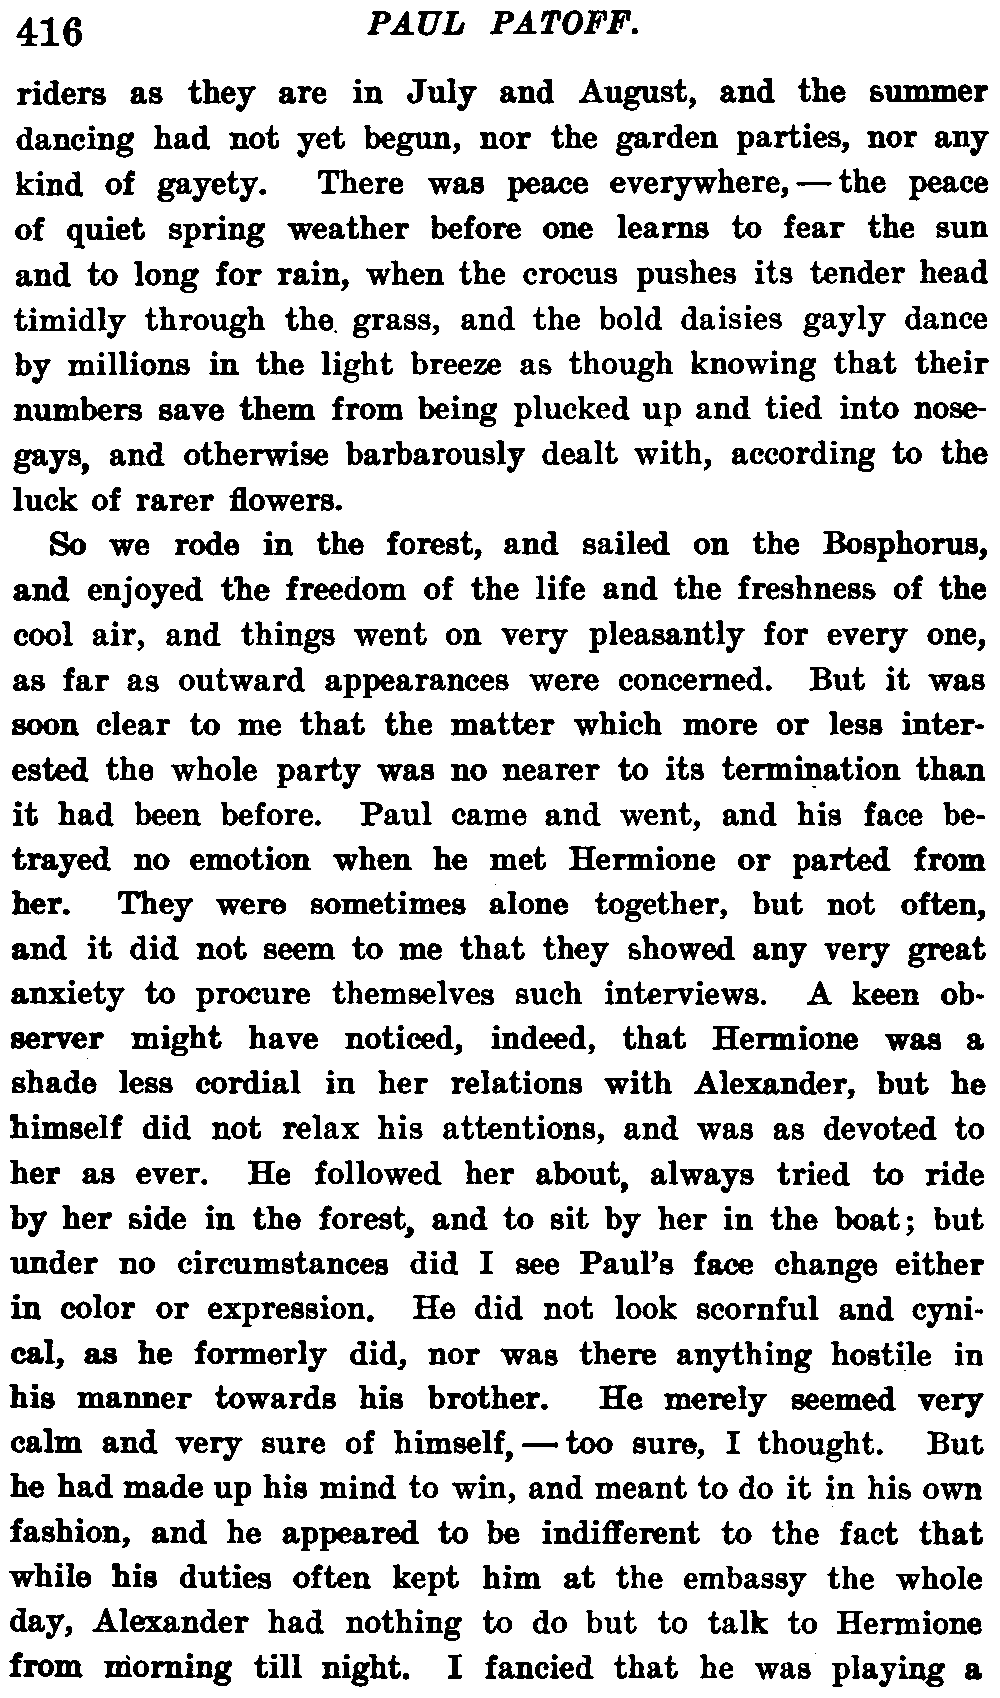 416 PAUL PATOFF.
riders as they are in July and August, and the summer
dancing had not yet begun, nor the garden parties, nor any
kind of gayety. There was peace everywhere, — the peace
of quiet spring weather before one learns to fear the sun
and to long for rain, when the crocus pushes its tender head
timidly through the grass, and the bold daisies gayly dance
by millions in the light breeze as though knowing that their
numbers save them from being plucked up and tied into nose-
gays, and otherwise barbarously dealt with, according to the
luck of rarer flowers.
So we rode in the forest, and sailed on the Bosphorus,
and enjoyed the freedom of the life and the freshness of the
cool air, and things went on very pleasantly for every one,
as far as outward appearances were concerned. But it was
soon clear to me that the matter which more or less inter-
ested the whole party was no nearer to its termination than
it had been before. Paul came and went, and his face be-
trayed no emotion when he met Hermione or parted from
her. They were sometimes alone together, but not often,
and it did not seem to me that they showed any very great
anxiety to procure themselves such interviews. A keen ob-
server might have noticed, indeed, that Hermione was a
shade less cordial in her relations with Alexander, but he
himself did not relax his attentions, and was as devoted to
her as ever. He followed her about, always tried to ride
by her side in the forest, and to sit by her in the boat; but
under no circumstances did I see Paul's face change either
in color or expression. He did not look scornful and cyni-
cal, as he formerly did, nor was there anything hostile in
his manner towards his brother. He merely seemed very
calm and very sure of himself, — too sure, I thought. But
he had made up his mind to win, and meant to do it in his own
fashion, and he appeared to be indifferent to the fact that
while his duties often kept him at the embassy the whole
day, Alexander had nothing to do but to talk to Hermione
from morning till night. I fancied that he was playing a